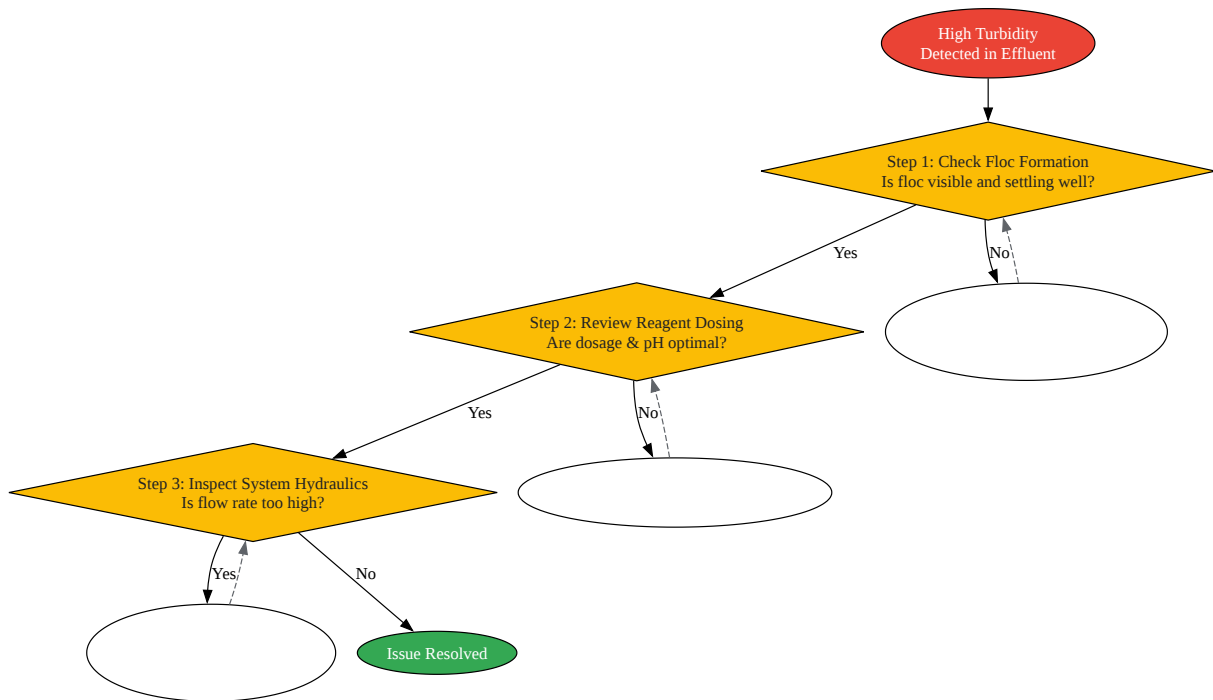 High Turbidity
Detected in Effluent
Step 1: Check Floc Formation
Is floc visible and settling well?
Yes
No
Step 2: Review Reagent Dosing
Are dosage & pH optimal?
Yes
No
Step 3: Inspect System Hydraulics
Is flow rate too high?
Yes
No
Issue Resolved